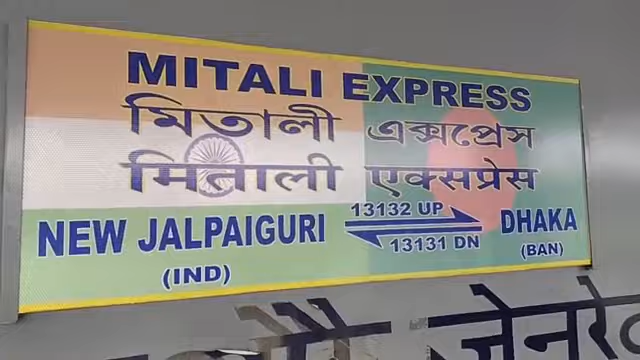 MITALI EXPRESS
মিতালী এক্সপ্রেস
मिताली एक्सप्रेस
NEW JALPAIGURI
(IND)
13132 UP
13131 DN
DHAKA
(BAN)